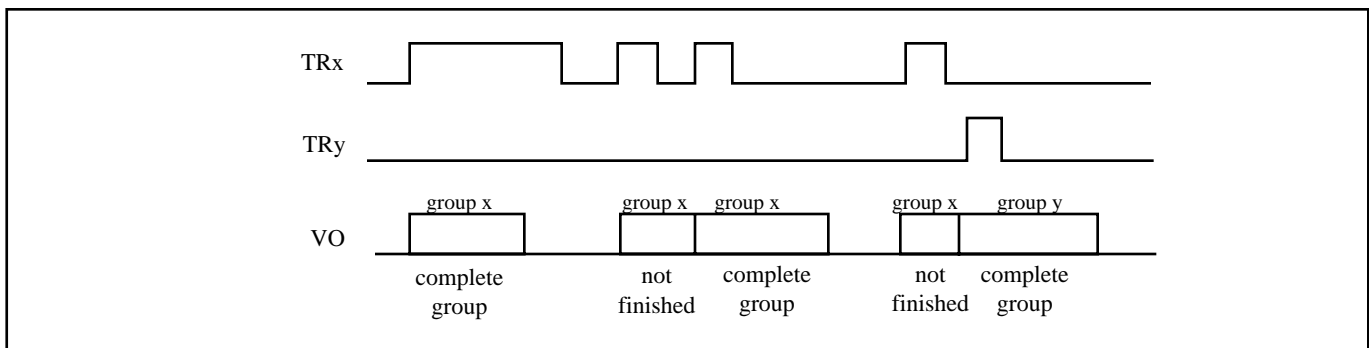 TRx
TRy
group x group x group x group x group y
VO
complete not complete not complete
group finished group finished group